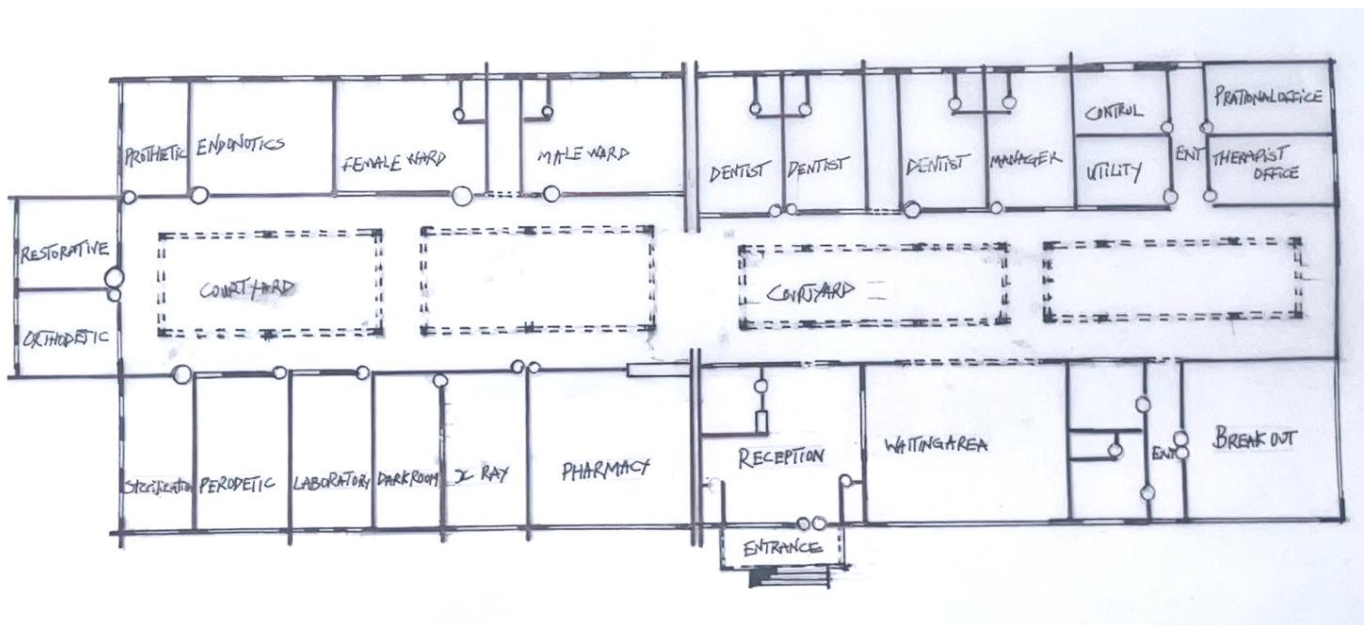 PROTHETIC
ENDONOTICS
FEMALE WARD
MALE WARD
DENTIST
DENTIST
DENTIST
MANAGER
CONTROL
UTILITY
ENT
PRATIONALOFFICE
THERAPIST
OFFICE
RESTORATIVE
ORTHODETIC
COURTYARD
COURTYARD
Sterilization
PERODETIC
LABORATORY
DARKROOM
X RAY
PHARMACY
RECEPTION
WAITINGAREA
ENT
BREAK OUT
ENTRANCE